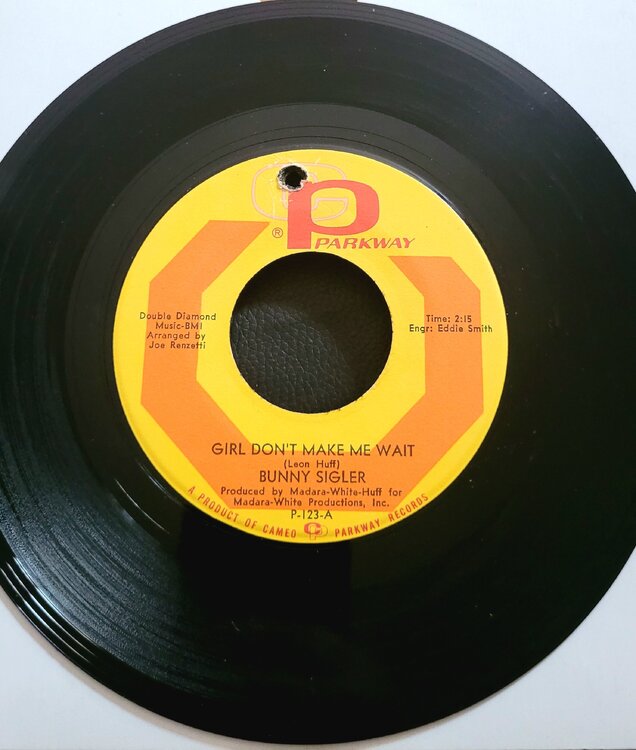 CP
® PARKWAY
Double Diamond
Music-BMI
Arranged by
Joe Renzetti
Time: 2:15
Engr: Eddie Smith
GIRL DON'T MAKE ME WAIT
(Leon Huff)
BUNNY SIGLER
Produced by Madara-White-Huff for
Madara-White Productions, Inc.
P-123-A
A PRODUCT OF CAMEO CP PARKWAY RECORDS